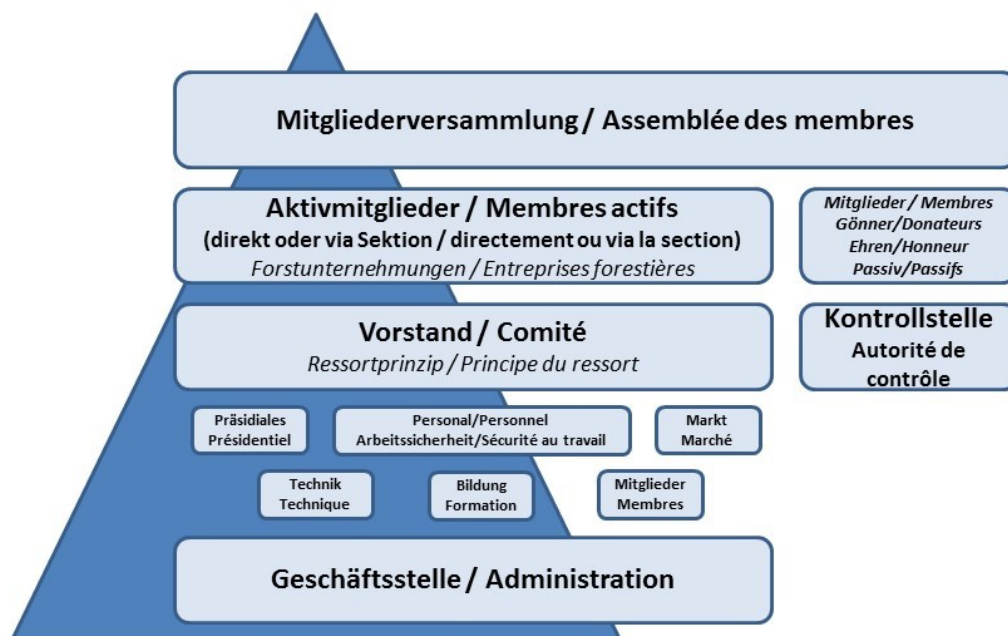 Mitgliederversammlung / Assemblée des membres
Aktivmitglieder / Membres actifs
(direkt oder via Sektion / directement ou via la section)
Forstunternehmungen / Entreprises forestières
Mitglieder / Membres
Gönner/Donateurs
Ehren/Honneur
Passiv/Passifs
Vorstand / Comité
Ressortprinzip / Principe du ressort
Kontrollstelle
Autorité de
contrôle
Präsidiales
Présidentiel
Personal/Personnel
Arbeitssicherheit/Sécurité au travail
Markt
Marché
Technik
Technique
Bildung
Formation
Mitglieder
Membres
Geschäftsstelle / Administration